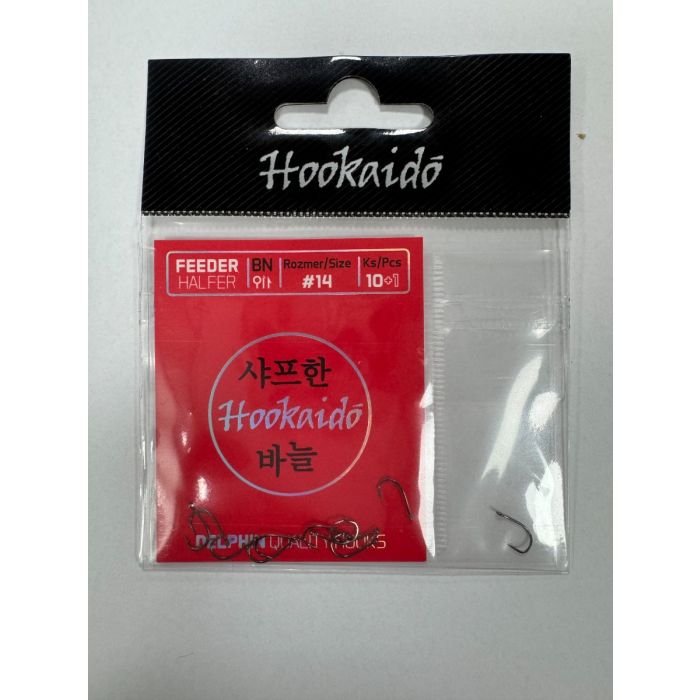 Hookaidō
FEEDER
HALFER
BN
Rozmer/Size
#14
Ks/Pcs
10+1
샤프한
Hookaidō
바늘
DELPHIN QUALITY HOOKS